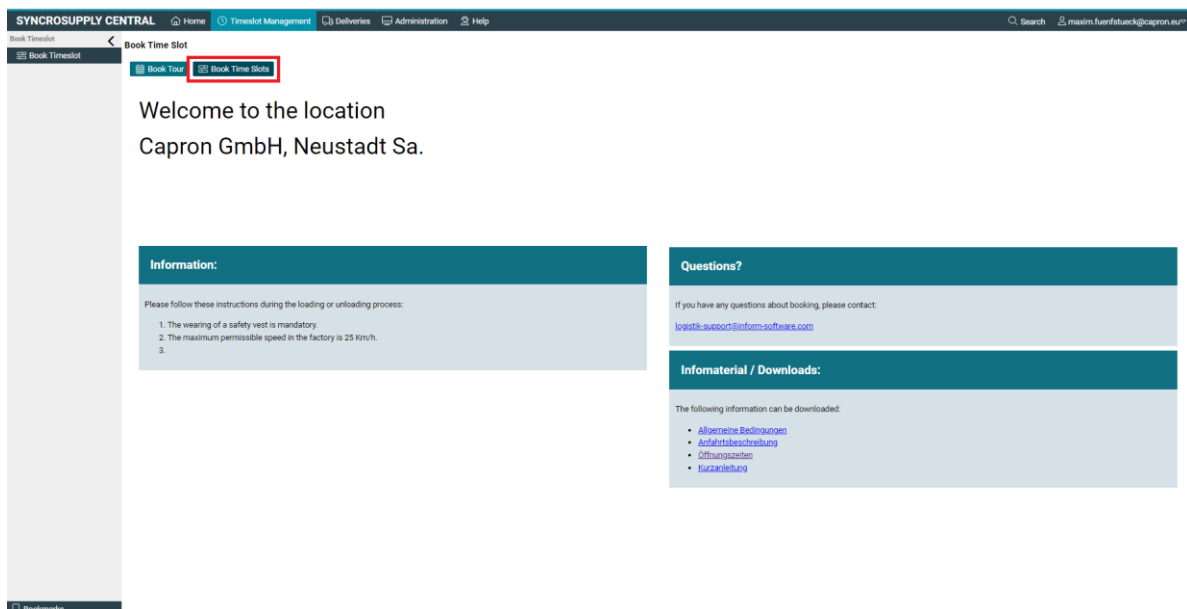 SYNCROSUPPLY CENTRAL Home Timeslot Management Deliveries Administration Help Search maxim.fuenfstueck@capron.eu
Book Timeslot
Book Timeslot
Book Time Slot
Book Tour Book Time Slots
Welcome to the location
Capron GmbH, Neustadt Sa.
Information:
Please follow these instructions during the loading or unloading process:
1. The wearing of a safety vest is mandatory.
2. The maximum permissible speed in the factory is 25 Km/h.
3.
Questions?
If you have any questions about booking, please contact:
logistik-support@inform-software.com
Infomaterial / Downloads:
The following information can be downloaded:
• Allgemeine Bedingungen
• Anfahrtsbeschreibung
• Öffnungszeiten
• Kurzanleitung
Bookmarks